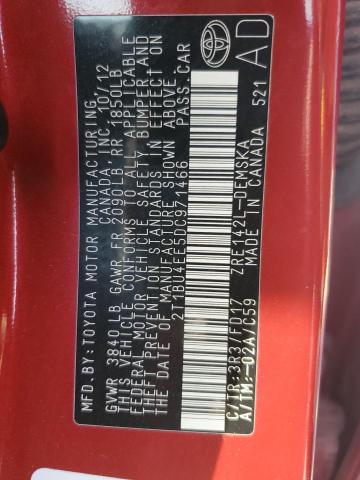 MFD. BY: TOYOTA MOTOR MANUFACTURING,
CANADA, INC. 10/12
GVWR 3840LB GAWR FR 2090LB RR 1850LB
THIS VEHICLE CONFORMS TO ALL APPLICABLE
FEDERAL MOTOR VEHICLE SAFETY, BUMPER AND
THEFT PREVENTION STANDARDS IN EFFECT ON
THE DATE OF MANUFACTURE SHOWN ABOVE.
2T1BU4EE5DC971466 PASS.CAR
C/TR:3R3/FD17 ZRE142L-DEMSKA
A/TM:-02A/C59 MADE IN CANADA 521
TOYOTA
AD